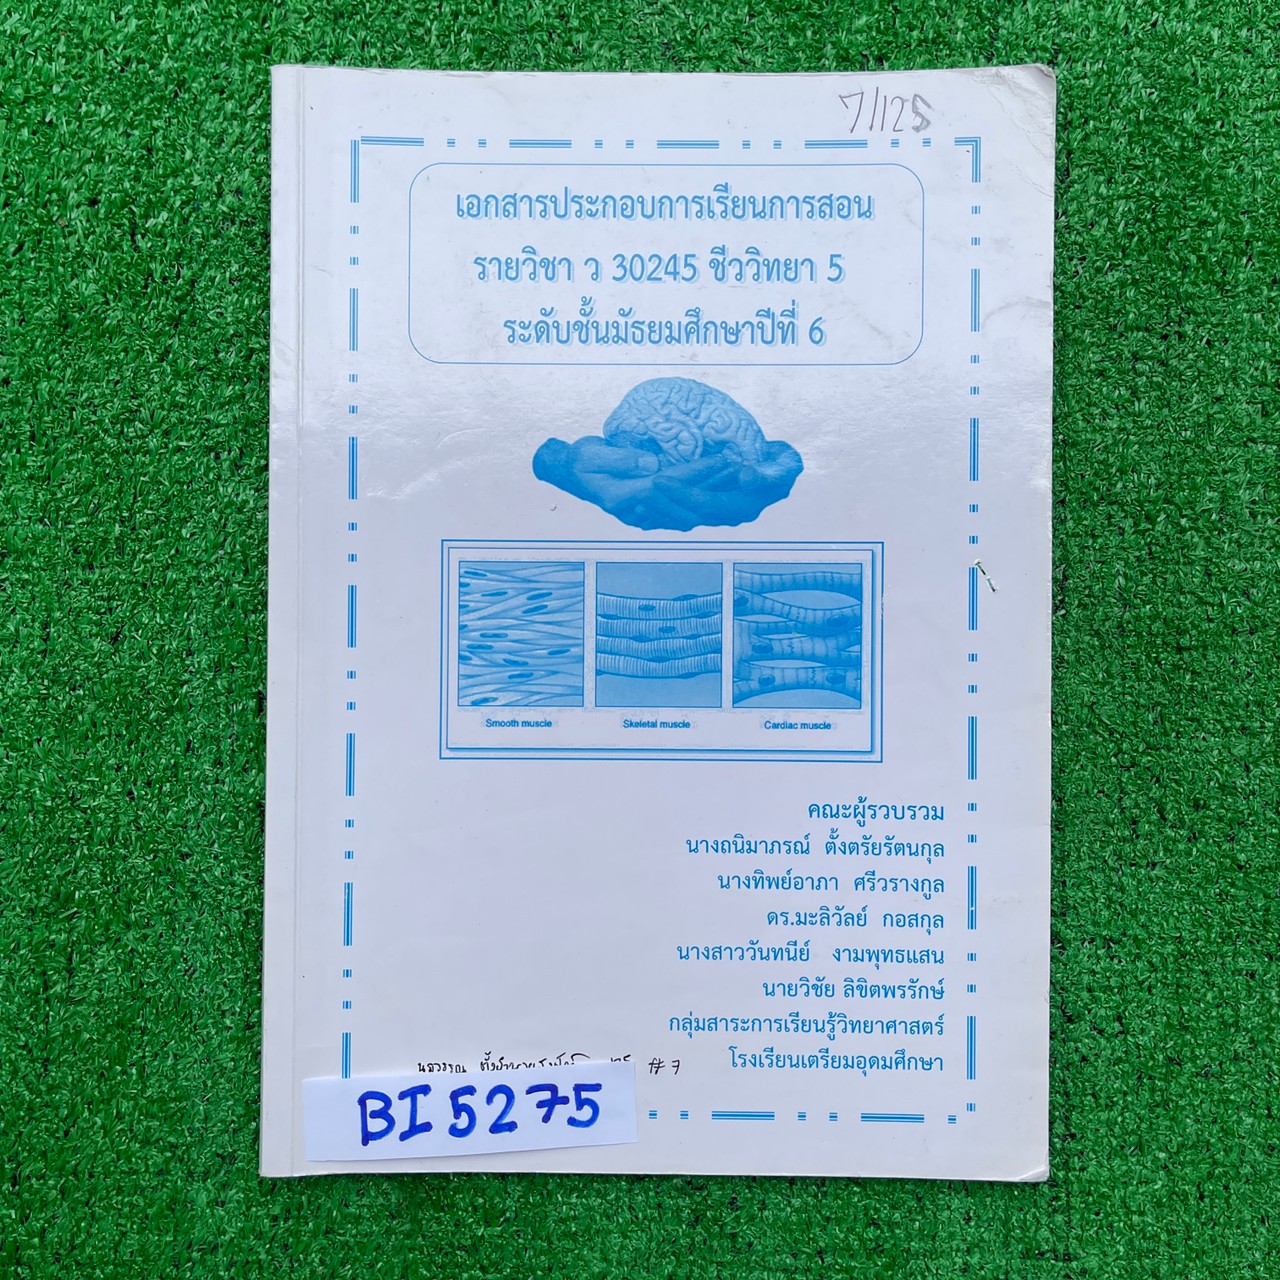 7/125
เอกสารประกอบการเรียนการสอน
รายวิชา ว 30245 ชีววิทยา 5
ระดับชั้นมัธยมศึกษาปีที่ 6
Smooth muscle
Skeletal muscle
Cardiac muscle
คณะผู้รวบรวม
นางถนิมาภรณ์ ตั้งตรัยรัตนกุล
นางทิพย์อาภา ศรีวรางกูล
ดร.มะลิวัลย์ กอสกุล
นางสาววันทนีย์ งามพุทธแสน
นายวิชัย ลิขิตพรรักษ์
กลุ่มสาระการเรียนรู้วิทยาศาสตร์
โรงเรียนเตรียมอุดมศึกษา
#7
BI5275